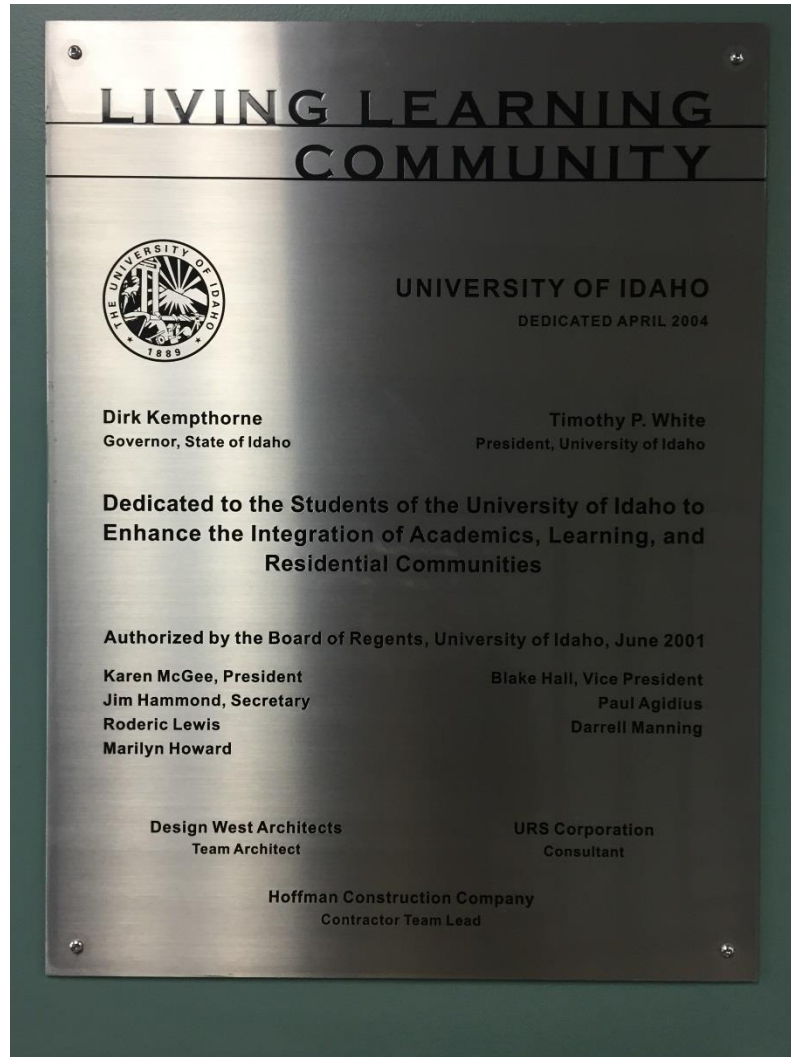 LIVING LEARNING
COMMUNITY
THE UNIVERSITY OF IDAHO
1889
UNIVERSITY OF IDAHO
DEDICATED APRIL 2004
Dirk Kempthorne
Governor, State of Idaho
Timothy P. White
President, University of Idaho
Dedicated to the Students of the University of Idaho to
Enhance the Integration of Academics, Learning, and
Residential Communities
Authorized by the Board of Regents, University of Idaho, June 2001
Karen McGee, President
Jim Hammond, Secretary
Roderic Lewis
Marilyn Howard
Blake Hall, Vice President
Paul Agidius
Darrell Manning
Design West Architects
Team Architect
URS Corporation
Consultant
Hoffman Construction Company
Contractor Team Lead